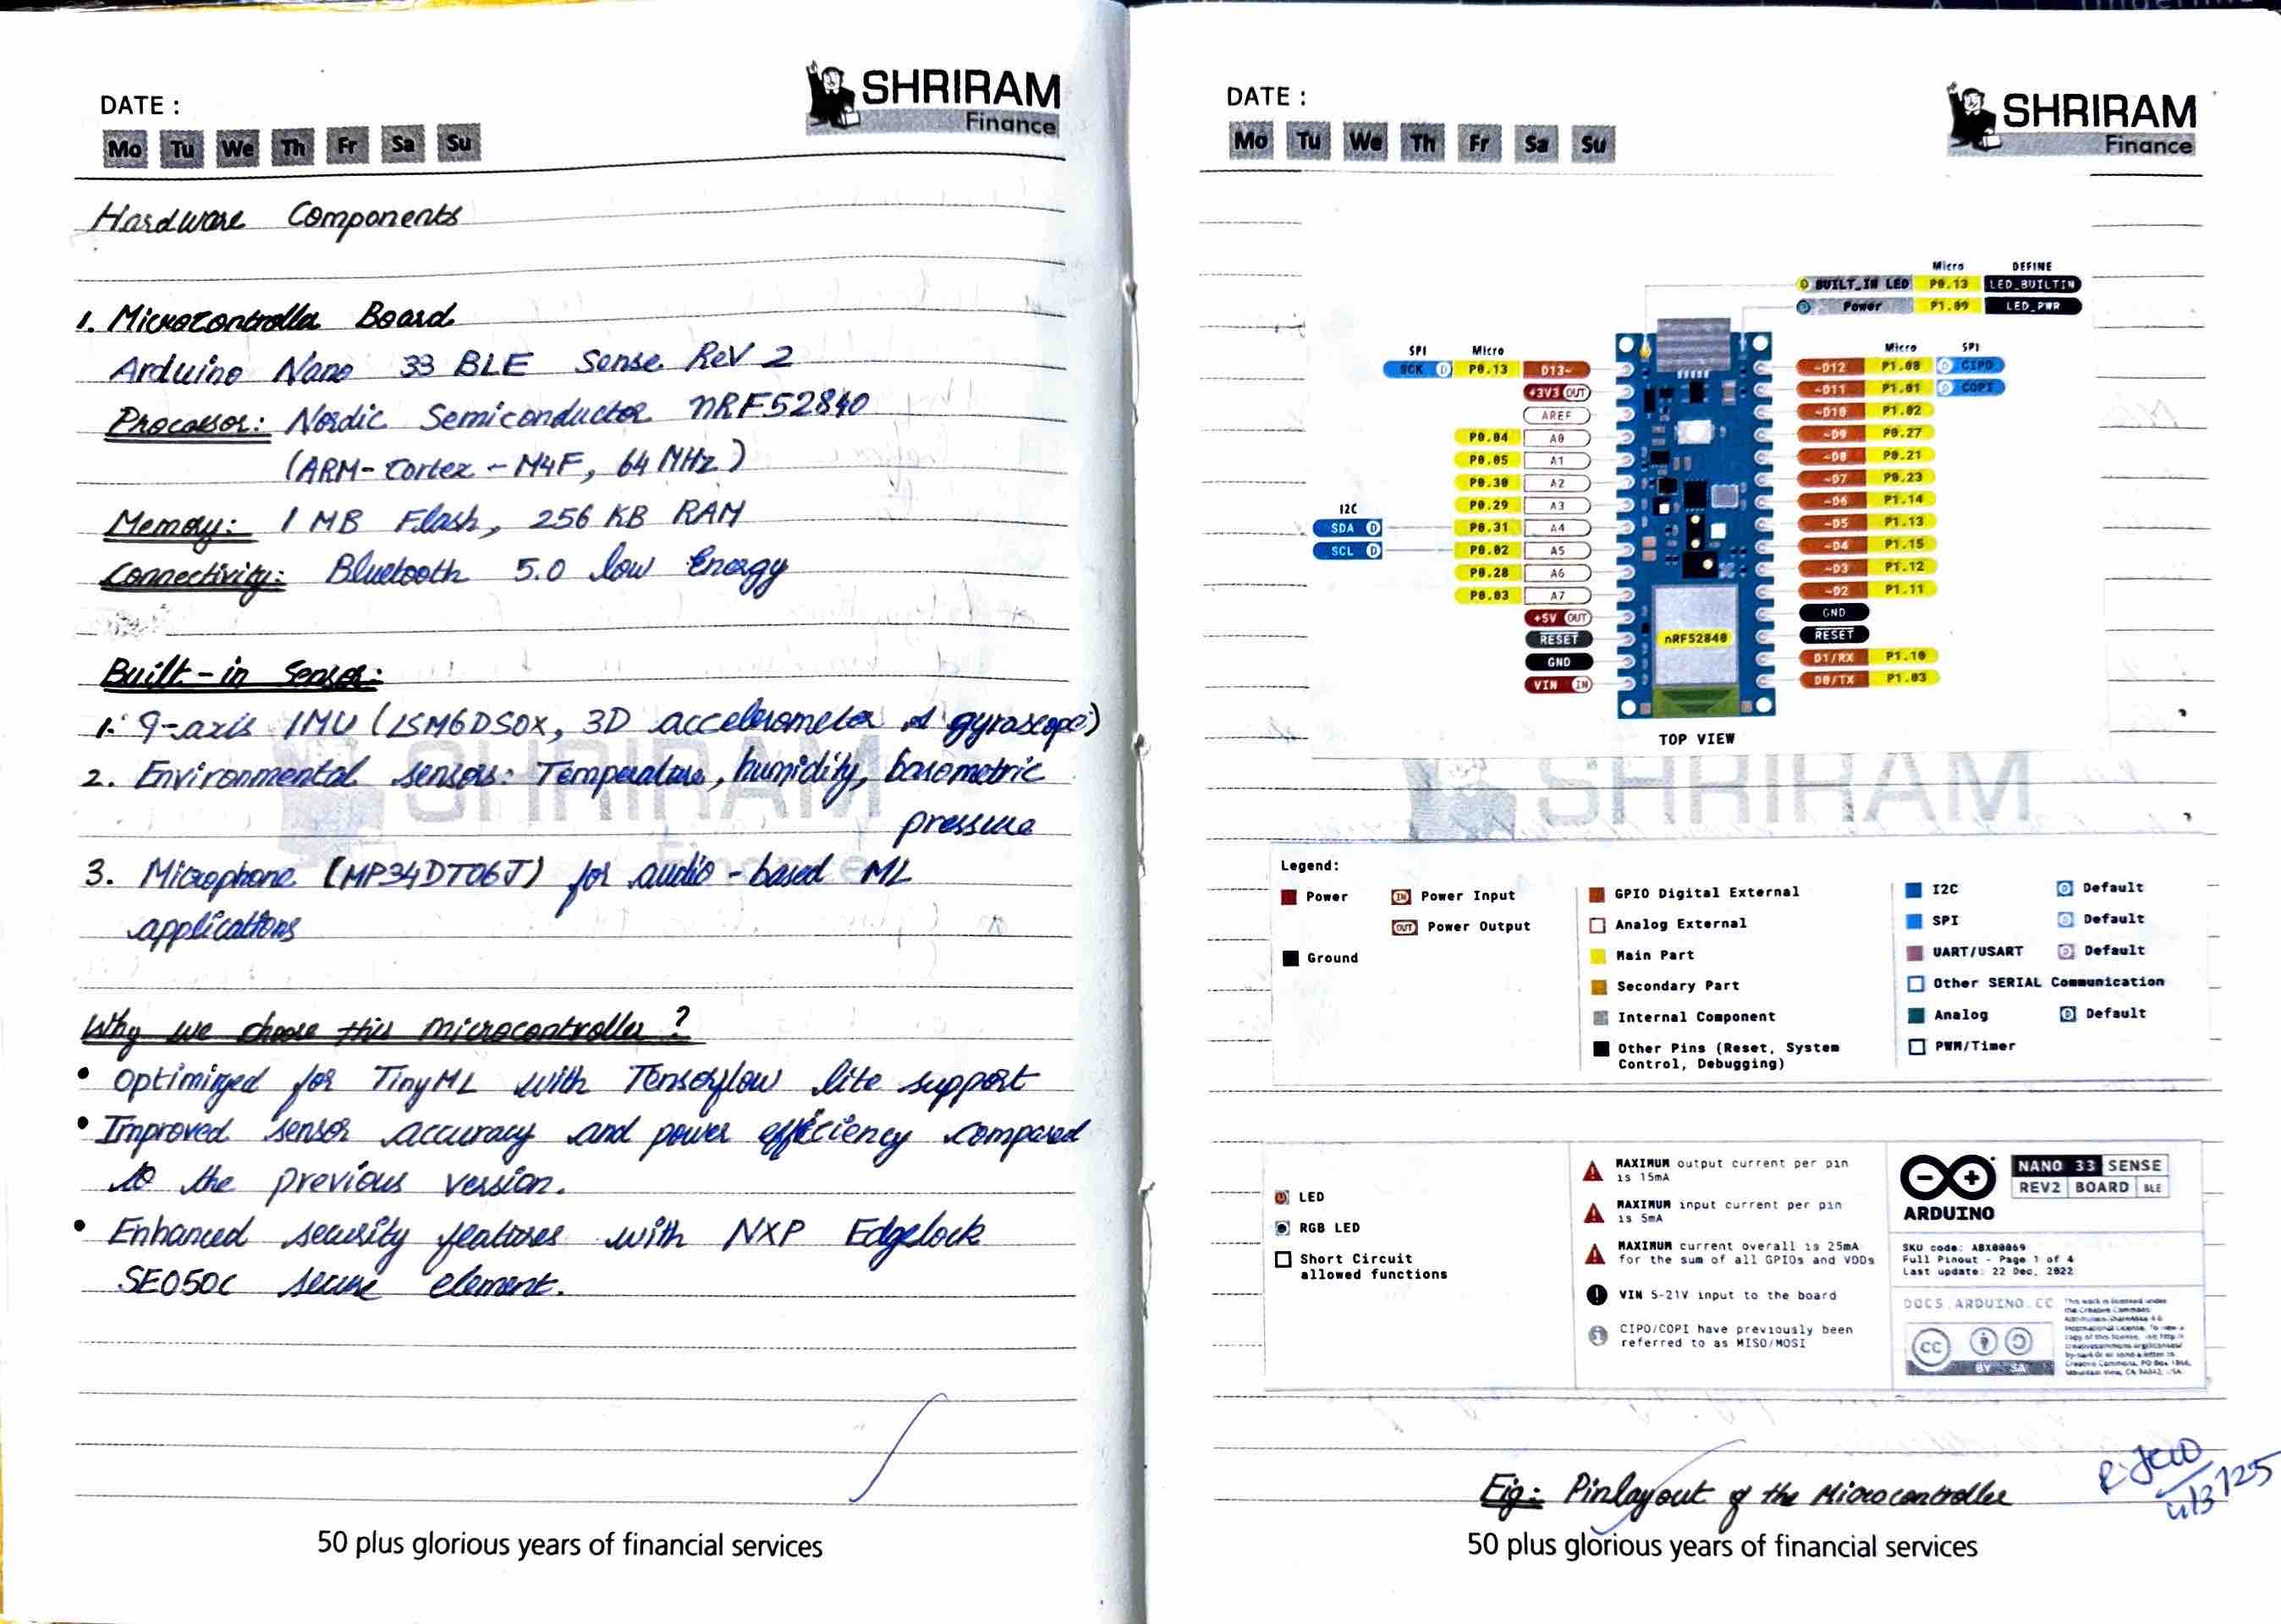 DATE :
SHRIRAM
Finance
Mo Tu We Th Fr Sa Su
Hardware Components
1. Microcontroller Board
Arduino Nano 33 BLE Sense ReV 2
Processor: Nordic Semiconductor nRF52840
(ARM-Cortex-M4F, 64 MHz)
Memory: 1 MB Flash, 256 KB RAM
Connectivity: Bluetooth 5.0 low Energy
Built-in Sensor:
1. 9-axis IMU (LSM6DSOX, 3D accelerometer & gyroscope)
2. Environmental sensors: Temperature, humidity, barometric
pressure
3. Microphone (MP34DT06J) for audio-based ML
applications
Why we choose this microcontroller?
• Optimized for TinyML with Tensorflow lite support
• Improved sensor accuracy and power efficiency compared
to the previous version.
• Enhanced security features with NXP Edgelock
SE050C secure element.
50 plus glorious years of financial services
DATE :
SHRIRAM
Finance
Mo Tu We Th Fr Sa Su
Micro DEFINE
BUILT_IN LED P0.13 LED_BUILTIN
Power P1.09 LED_PWR
SPI Micro
Micro SPI
SCK D P0.13 D13~
~D12 P1.08 D CIPO
+3V3 OUT
~D11 P1.01 D COPI
AREF
~D10 P1.02
P0.04 A0
~D9 P0.27
P0.05 A1
~D8 P0.21
P0.30 A2
~D7 P0.23
P0.29 A3
~D6 P1.14
I2C
SDA D P0.31 A4
~D5 P1.13
SCL D P0.02 A5
~D4 P1.15
P0.28 A6
~D3 P1.12
P0.03 A7
~D2 P1.11
+5V OUT
GND
RESET
RESET
nRF52840
GND
D1/RX P1.10
VIN IN
D0/TX P1.03
TOP VIEW
SHRIRAM
Legend:
Power
IN Power Input
OUT Power Output
Ground
GPIO Digital External
Analog External
Main Part
Secondary Part
Internal Component
Other Pins (Reset, System
Control, Debugging)
I2C D Default
SPI D Default
UART/USART D Default
Other SERIAL Communication
Analog D Default
PWM/Timer
LED
RGB LED
Short Circuit
allowed functions
MAXIMUM output current per pin
is 15mA
MAXIMUM input current per pin
is 5mA
MAXIMUM current overall is 25mA
for the sum of all GPIOs and VDDs
VIN 5-21V input to the board
CIPO/COPI have previously been
referred to as MISO/MOSI
ARDUINO
NANO 33 SENSE
REV2 BOARD BLE
SKU code: ABX00069
Full Pinout - Page 1 of 4
Last update: 22 Dec, 2022
DOCS.ARDUINO.CC
CC
BY SA
Fig: Pinlayout of the Microcontroller
50 plus glorious years of financial services